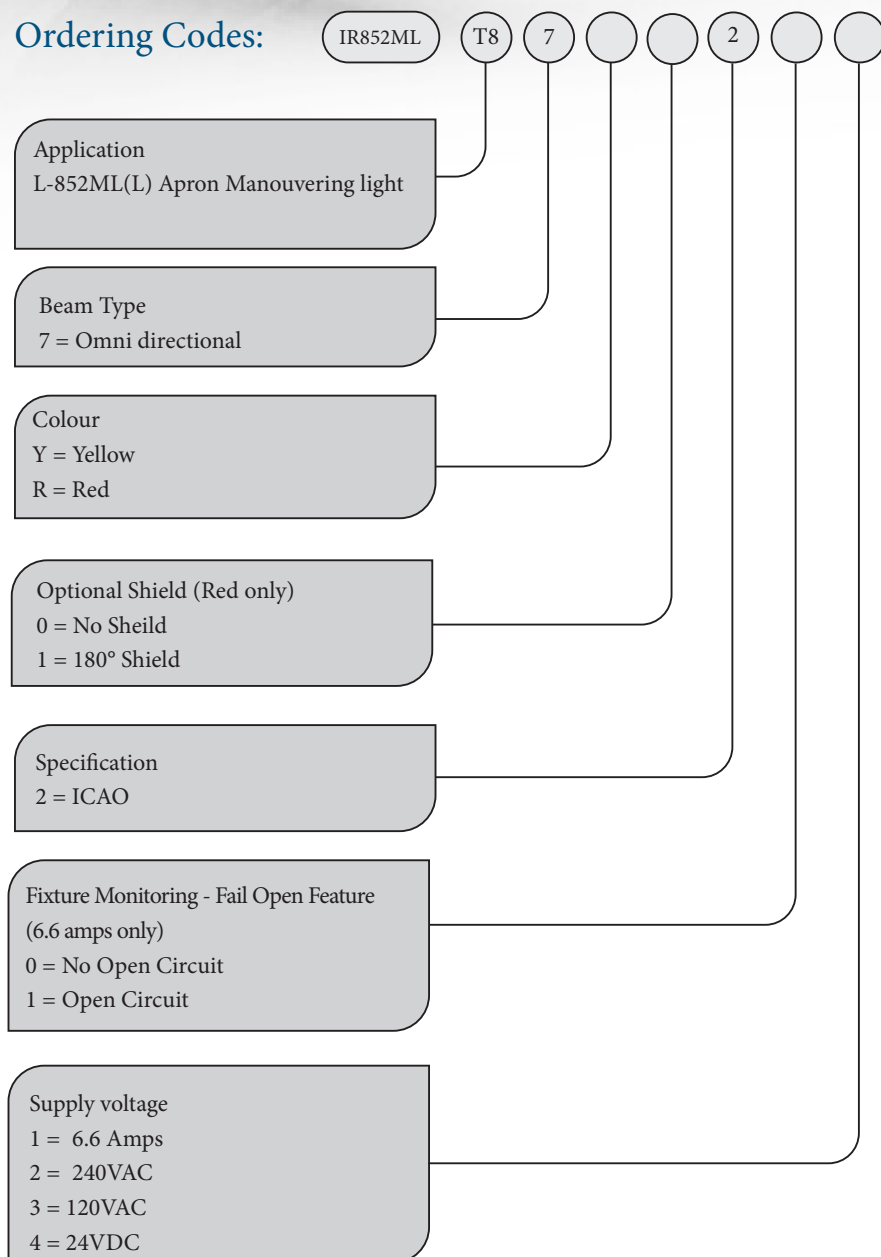 Ordering Codes: IR852ML T8 7 2
Application
L-852ML(L) Apron Manouvering light
Beam Type
7 = Omni directional
Colour
Y = Yellow
R = Red
Optional Shield (Red only)
0 = No Sheild
1 = 180° Shield
Specification
2 = ICAO
Fixture Monitoring - Fail Open Feature
(6.6 amps only)
0 = No Open Circuit
1 = Open Circuit
Supply voltage
1 = 6.6 Amps
2 = 240VAC
3 = 120VAC
4 = 24VDC